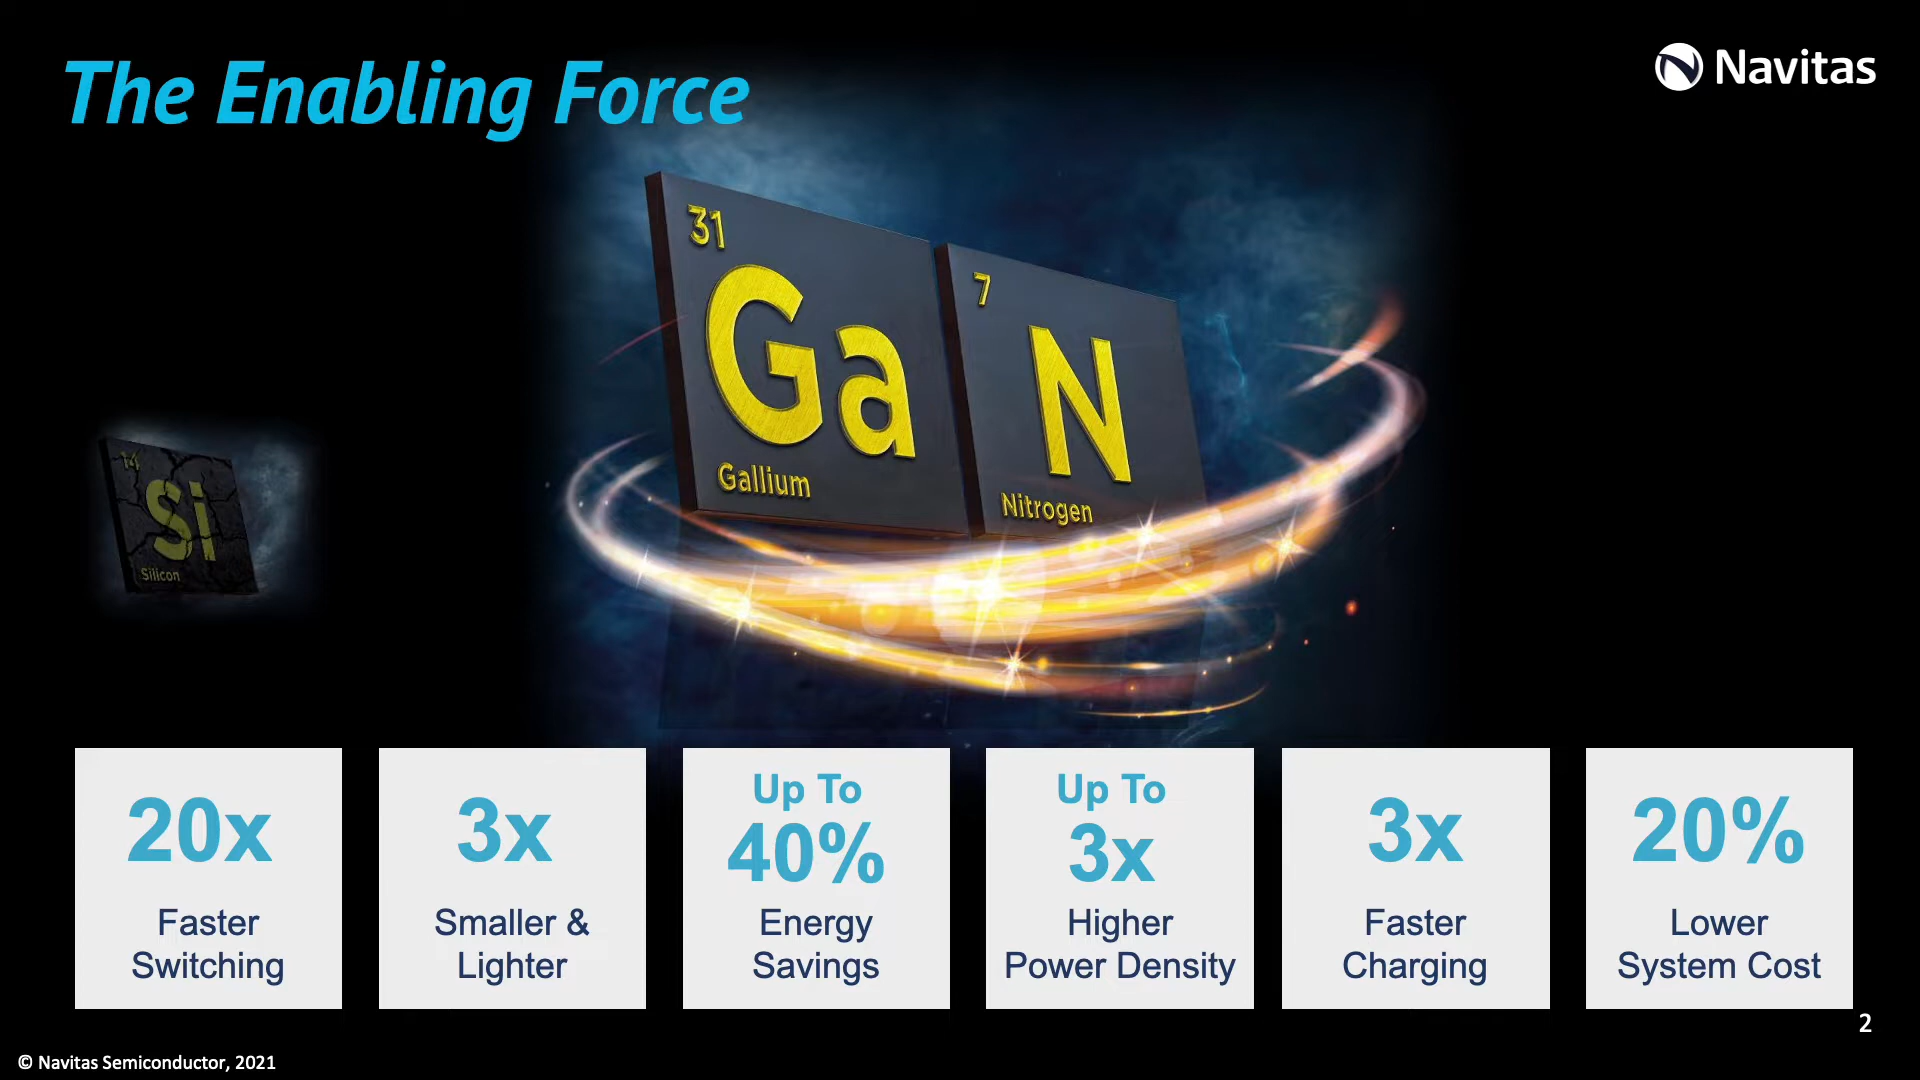 The Enabling Force
Navitas
31
Ga
Gallium
7
N
Nitrogen
14
Si
Silicon
20x
Faster
Switching
3x
Smaller &
Lighter
Up To
40%
Energy
Savings
Up To
3x
Higher
Power Density
3x
Faster
Charging
20%
Lower
System Cost
2
© Navitas Semiconductor, 2021